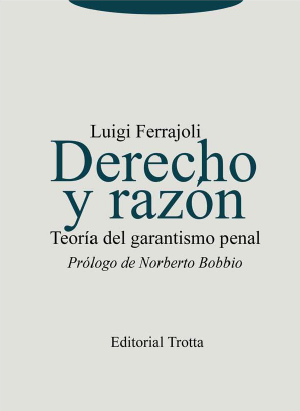 Luigi Ferrajoli
Derecho
y razón
Teoría del garantismo penal
Prólogo de Norberto Bobbio
Editorial Trotta